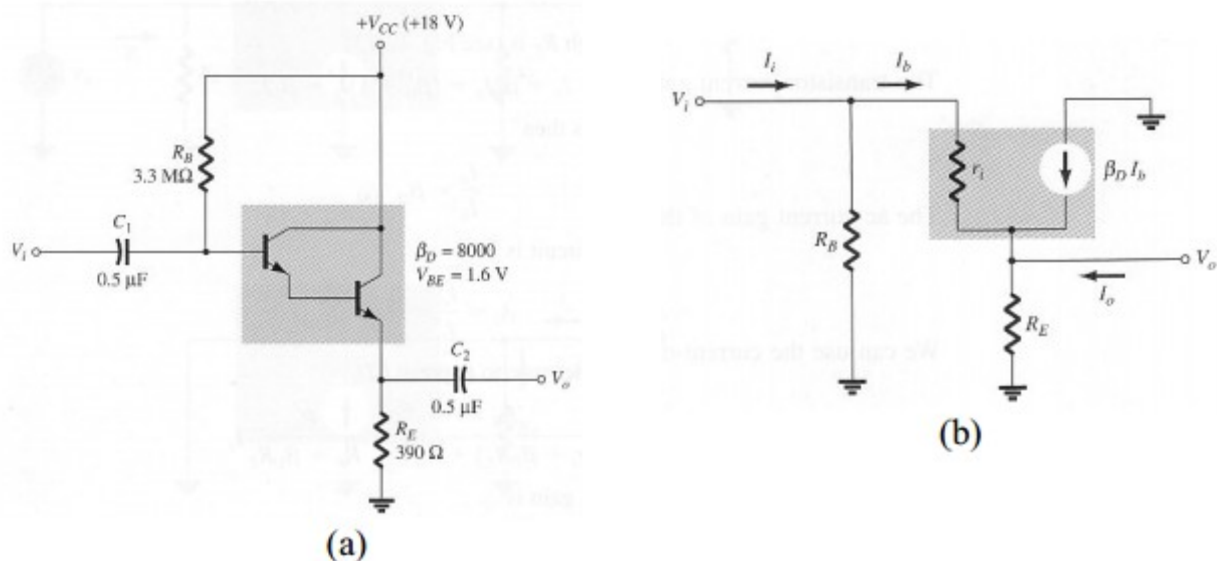 +V_CC (+18 V)
R_B
3.3 MΩ
C_1
V_i
0.5 μF
β_D = 8000
V_BE = 1.6 V
C_2
V_o
0.5 μF
R_E
390 Ω
(a)
I_i
I_b
V_i
r_i
β_D I_b
R_B
V_o
I_o
R_E
(b)